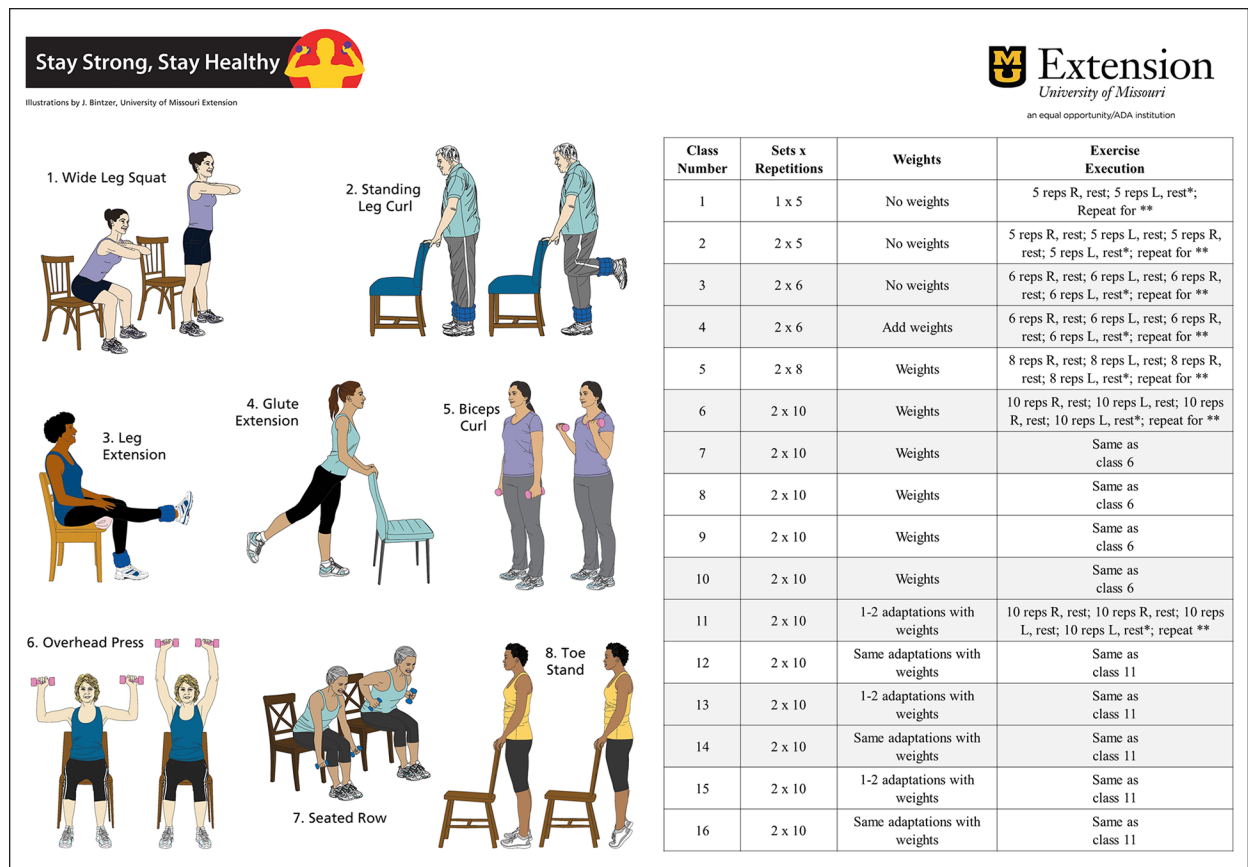 Stay Strong, Stay Healthy
Illustrations by J. Bintzer, University of Missouri Extension
MU
Extension
University of Missouri
an equal opportunity/ADA institution
1. Wide Leg Squat
2. Standing
Leg Curl
3. Leg
Extension
4. Glute
Extension
5. Biceps
Curl
6. Overhead Press
7. Seated Row
8. Toe
Stand
Class
Number
Sets x
Repetitions
Weights
Exercise
Execution
1
1 x 5
No weights
5 reps R, rest; 5 reps L, rest*;
Repeat for **
2
2 x 5
No weights
5 reps R, rest; 5 reps L, rest; 5 reps R,
rest; 5 reps L, rest*; repeat for **
3
2 x 6
No weights
6 reps R, rest; 6 reps L, rest; 6 reps R,
rest; 6 reps L, rest*; repeat for **
4
2 x 6
Add weights
6 reps R, rest; 6 reps L, rest; 6 reps R,
rest; 6 reps L, rest*; repeat for **
5
2 x 8
Weights
8 reps R, rest; 8 reps L, rest; 8 reps R,
rest; 8 reps L, rest*; repeat for **
6
2 x 10
Weights
10 reps R, rest; 10 reps L, rest; 10 reps
R, rest; 10 reps L, rest*; repeat for **
7
2 x 10
Weights
Same as
class 6
8
2 x 10
Weights
Same as
class 6
9
2 x 10
Weights
Same as
class 6
10
2 x 10
Weights
Same as
class 6
11
2 x 10
1-2 adaptations with
weights
10 reps R, rest; 10 reps R, rest; 10 reps
L, rest; 10 reps L, rest*; repeat **
12
2 x 10
Same adaptations with
weights
Same as
class 11
13
2 x 10
1-2 adaptations with
weights
Same as
class 11
14
2 x 10
Same adaptations with
weights
Same as
class 11
15
2 x 10
1-2 adaptations with
weights
Same as
class 11
16
2 x 10
Same adaptations with
weights
Same as
class 11